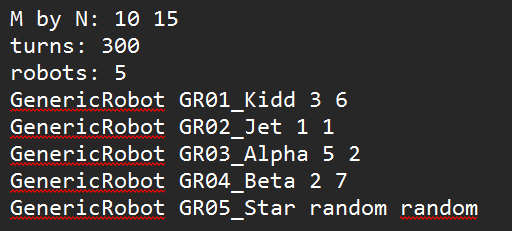 M by N: 10 15
turns: 300
robots: 5
GenericRobot GR01_Kidd 3 6
GenericRobot GR02_Jet 1 1
GenericRobot GR03_Alpha 5 2
GenericRobot GR04_Beta 2 7
GenericRobot GR05_Star random random